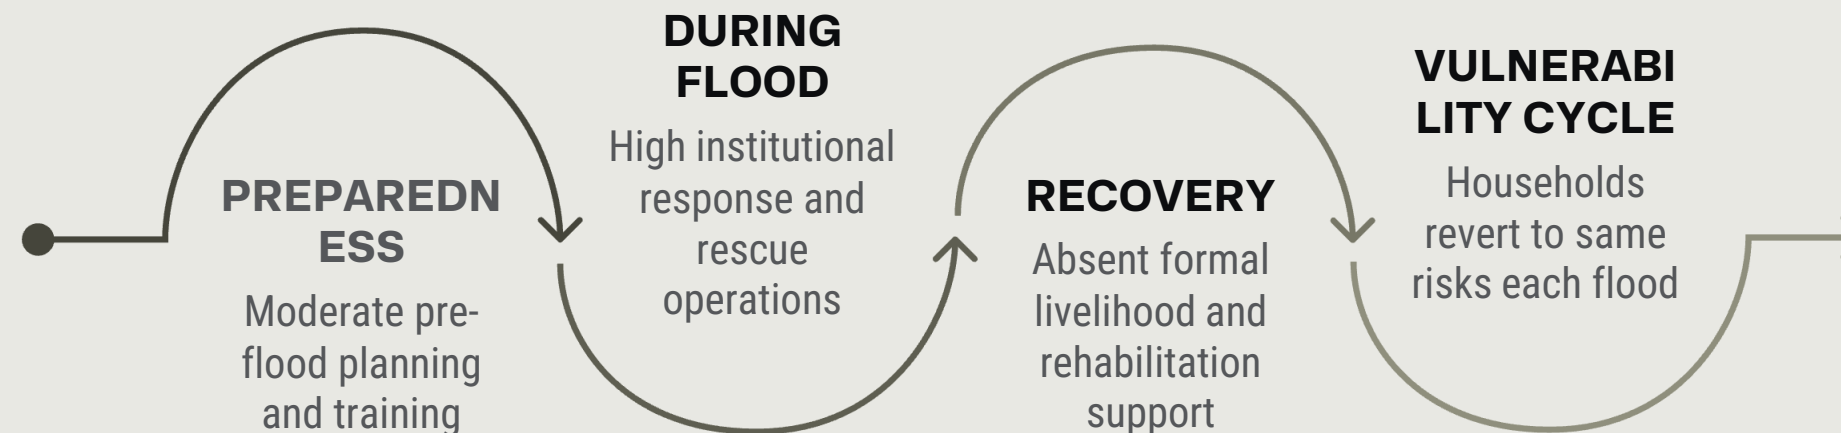 PREPAREDN
ESS
Moderate pre-
flood planning
and training
DURING
FLOOD
High institutional
response and
rescue
operations
RECOVERY
Absent formal
livelihood and
rehabilitation
support
VULNERABI
LITY CYCLE
Households
revert to same
risks each flood